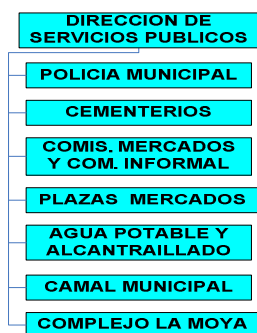 DIRECCION DE
SERVICIOS PUBLICOS
POLICIA MUNICIPAL
CEMENTERIOS
COMIS. MERCADOS
Y COM. INFORMAL
PLAZAS MERCADOS
AGUA POTABLE Y
ALCANTRAILLADO
CAMAL MUNICIPAL
COMPLEJO LA MOYA